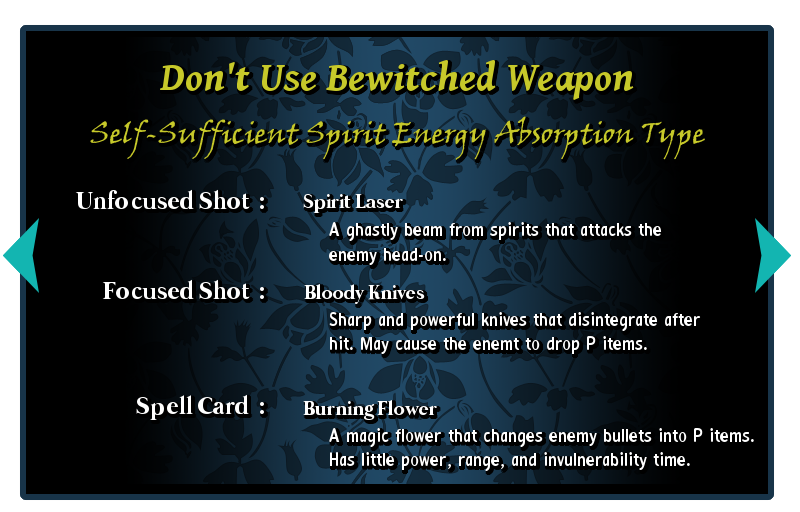 Don't Use Bewitched Weapon
Self-Sufficient Spirit Energy Absorption Type
Unfocused Shot : Spirit Laser
A ghastly beam from spirits that attacks the
enemy head-on.
Focused Shot : Bloody Knives
Sharp and powerful knives that disintegrate after
hit. May cause the enemt to drop P items.
Spell Card : Burning Flower
A magic flower that changes enemy bullets into P items.
Has little power, range, and invulnerability time.